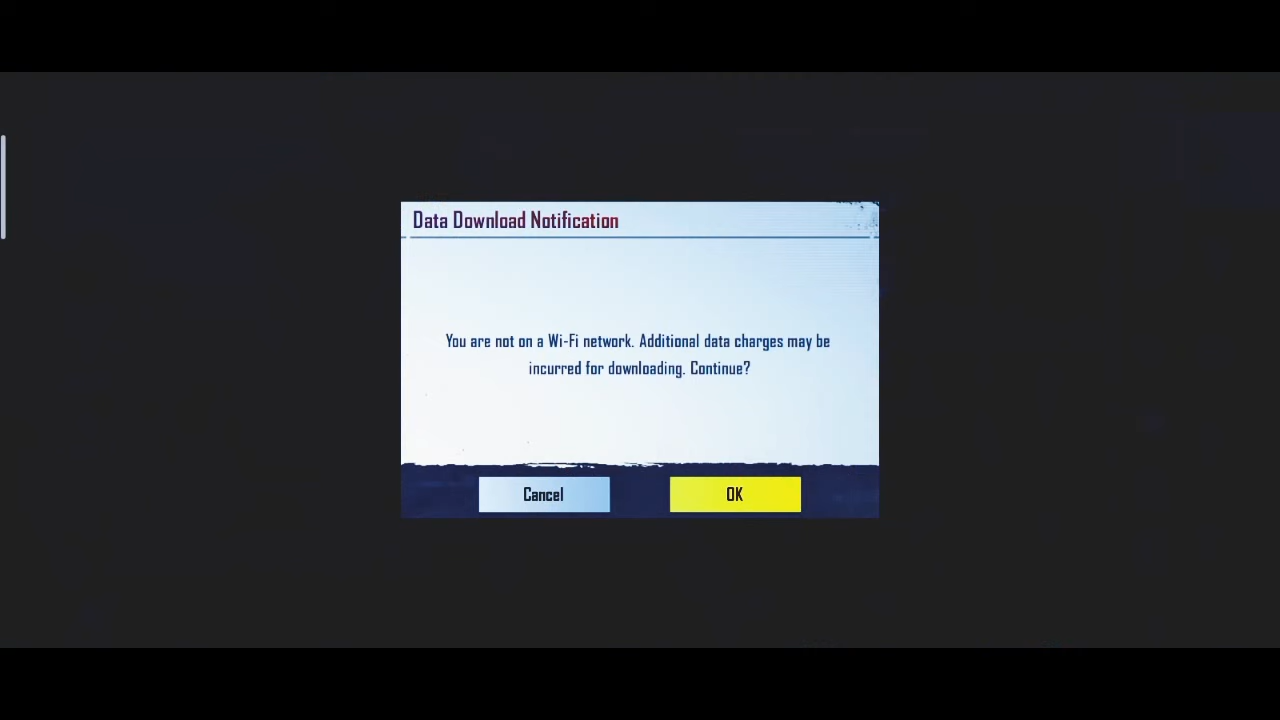 Data Download Notification
You are not on a Wi-Fi network. Additional data charges may be
incurred for downloading. Continue?
Cancel
OK